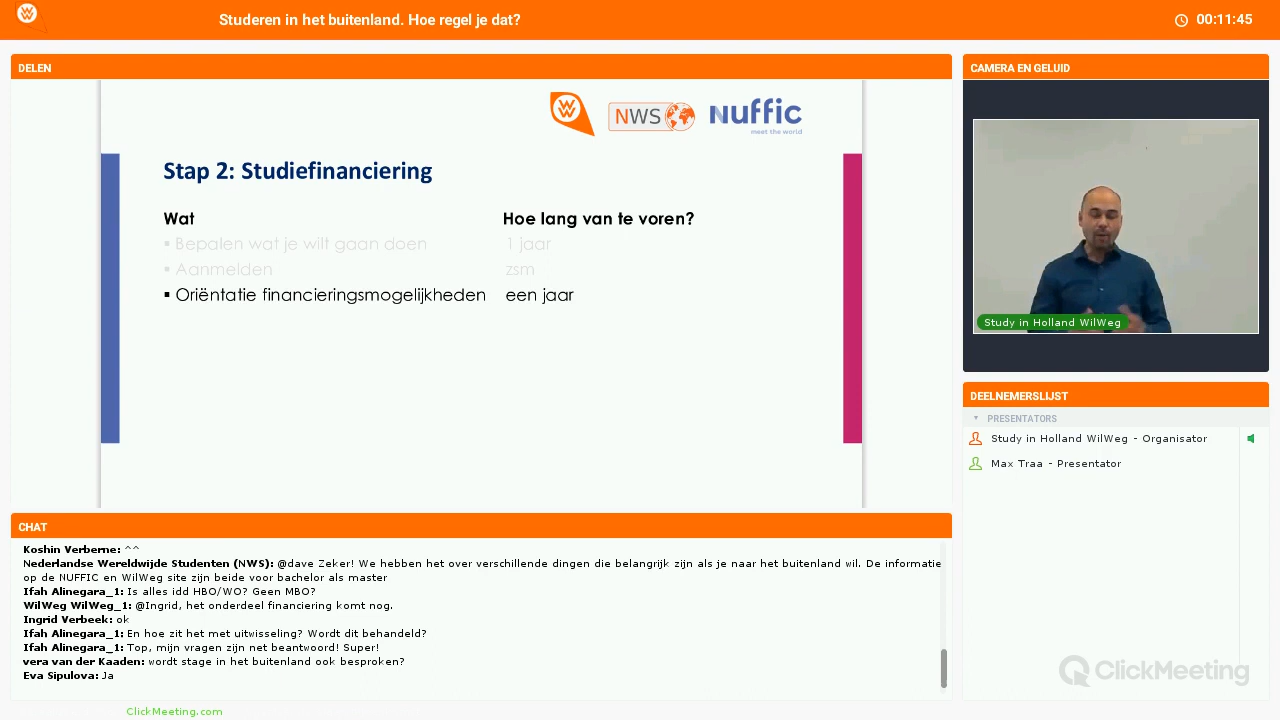 Studeren in het buitenland. Hoe regel je dat?
00:11:45
DELEN
W
NWS
Nuffic
meet the world
Stap 2: Studiefinanciering
Wat
Hoe lang van te voren?
▪ Bepalen wat je wilt gaan doen
1 jaar
▪ Aanmelden
zsm
▪ Oriëntatie financieringsmogelijkheden
een jaar
CAMERA EN GELUID
Study in Holland WilWeg
DEELNEMERSLIJST
PRESENTATORS
Study in Holland WilWeg - Organisator
Max Traa - Presentator
ClickMeeting
CHAT
Koshin Verberne: ^^
Nederlandse Wereldwijde Studenten (NWS): @dave Zeker! We hebben het over verschillende dingen die belangrijk zijn als je naar het buitenland wil. De informatie
op de NUFFIC en WilWeg site zijn beide voor bachelor als master
Ifah Alinegara_1: Is alles idd HBO/WO? Geen MBO?
WilWeg WilWeg_1: @Ingrid, het onderdeel financiering komt nog.
Ingrid Verbeek: ok
Ifah Alinegara_1: En hoe zit het met uitwisseling? Wordt dit behandeld?
Ifah Alinegara_1: Top, mijn vragen zijn net beantwoord! Super!
vera van der Kaaden: wordt stage in het buitenland ook besproken?
Eva Sipulova: Ja
ClickMeeting.com